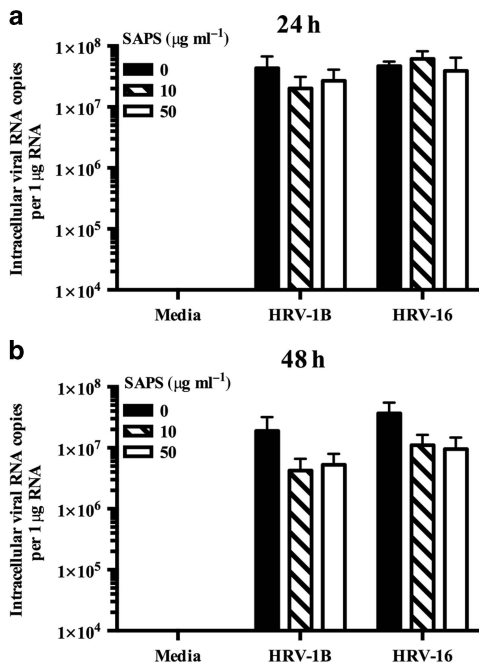 a
24 h
SAPS (μg ml⁻¹)
0
10
50
Intracellular viral RNA copies
per 1 μg RNA
1×10⁸
1×10⁷
1×10⁶
1×10⁵
1×10⁴
Media
HRV-1B
HRV-16
b
48 h
SAPS (μg ml⁻¹)
0
10
50
Intracellular viral RNA copies
per 1 μg RNA
1×10⁸
1×10⁷
1×10⁶
1×10⁵
1×10⁴
Media
HRV-1B
HRV-16